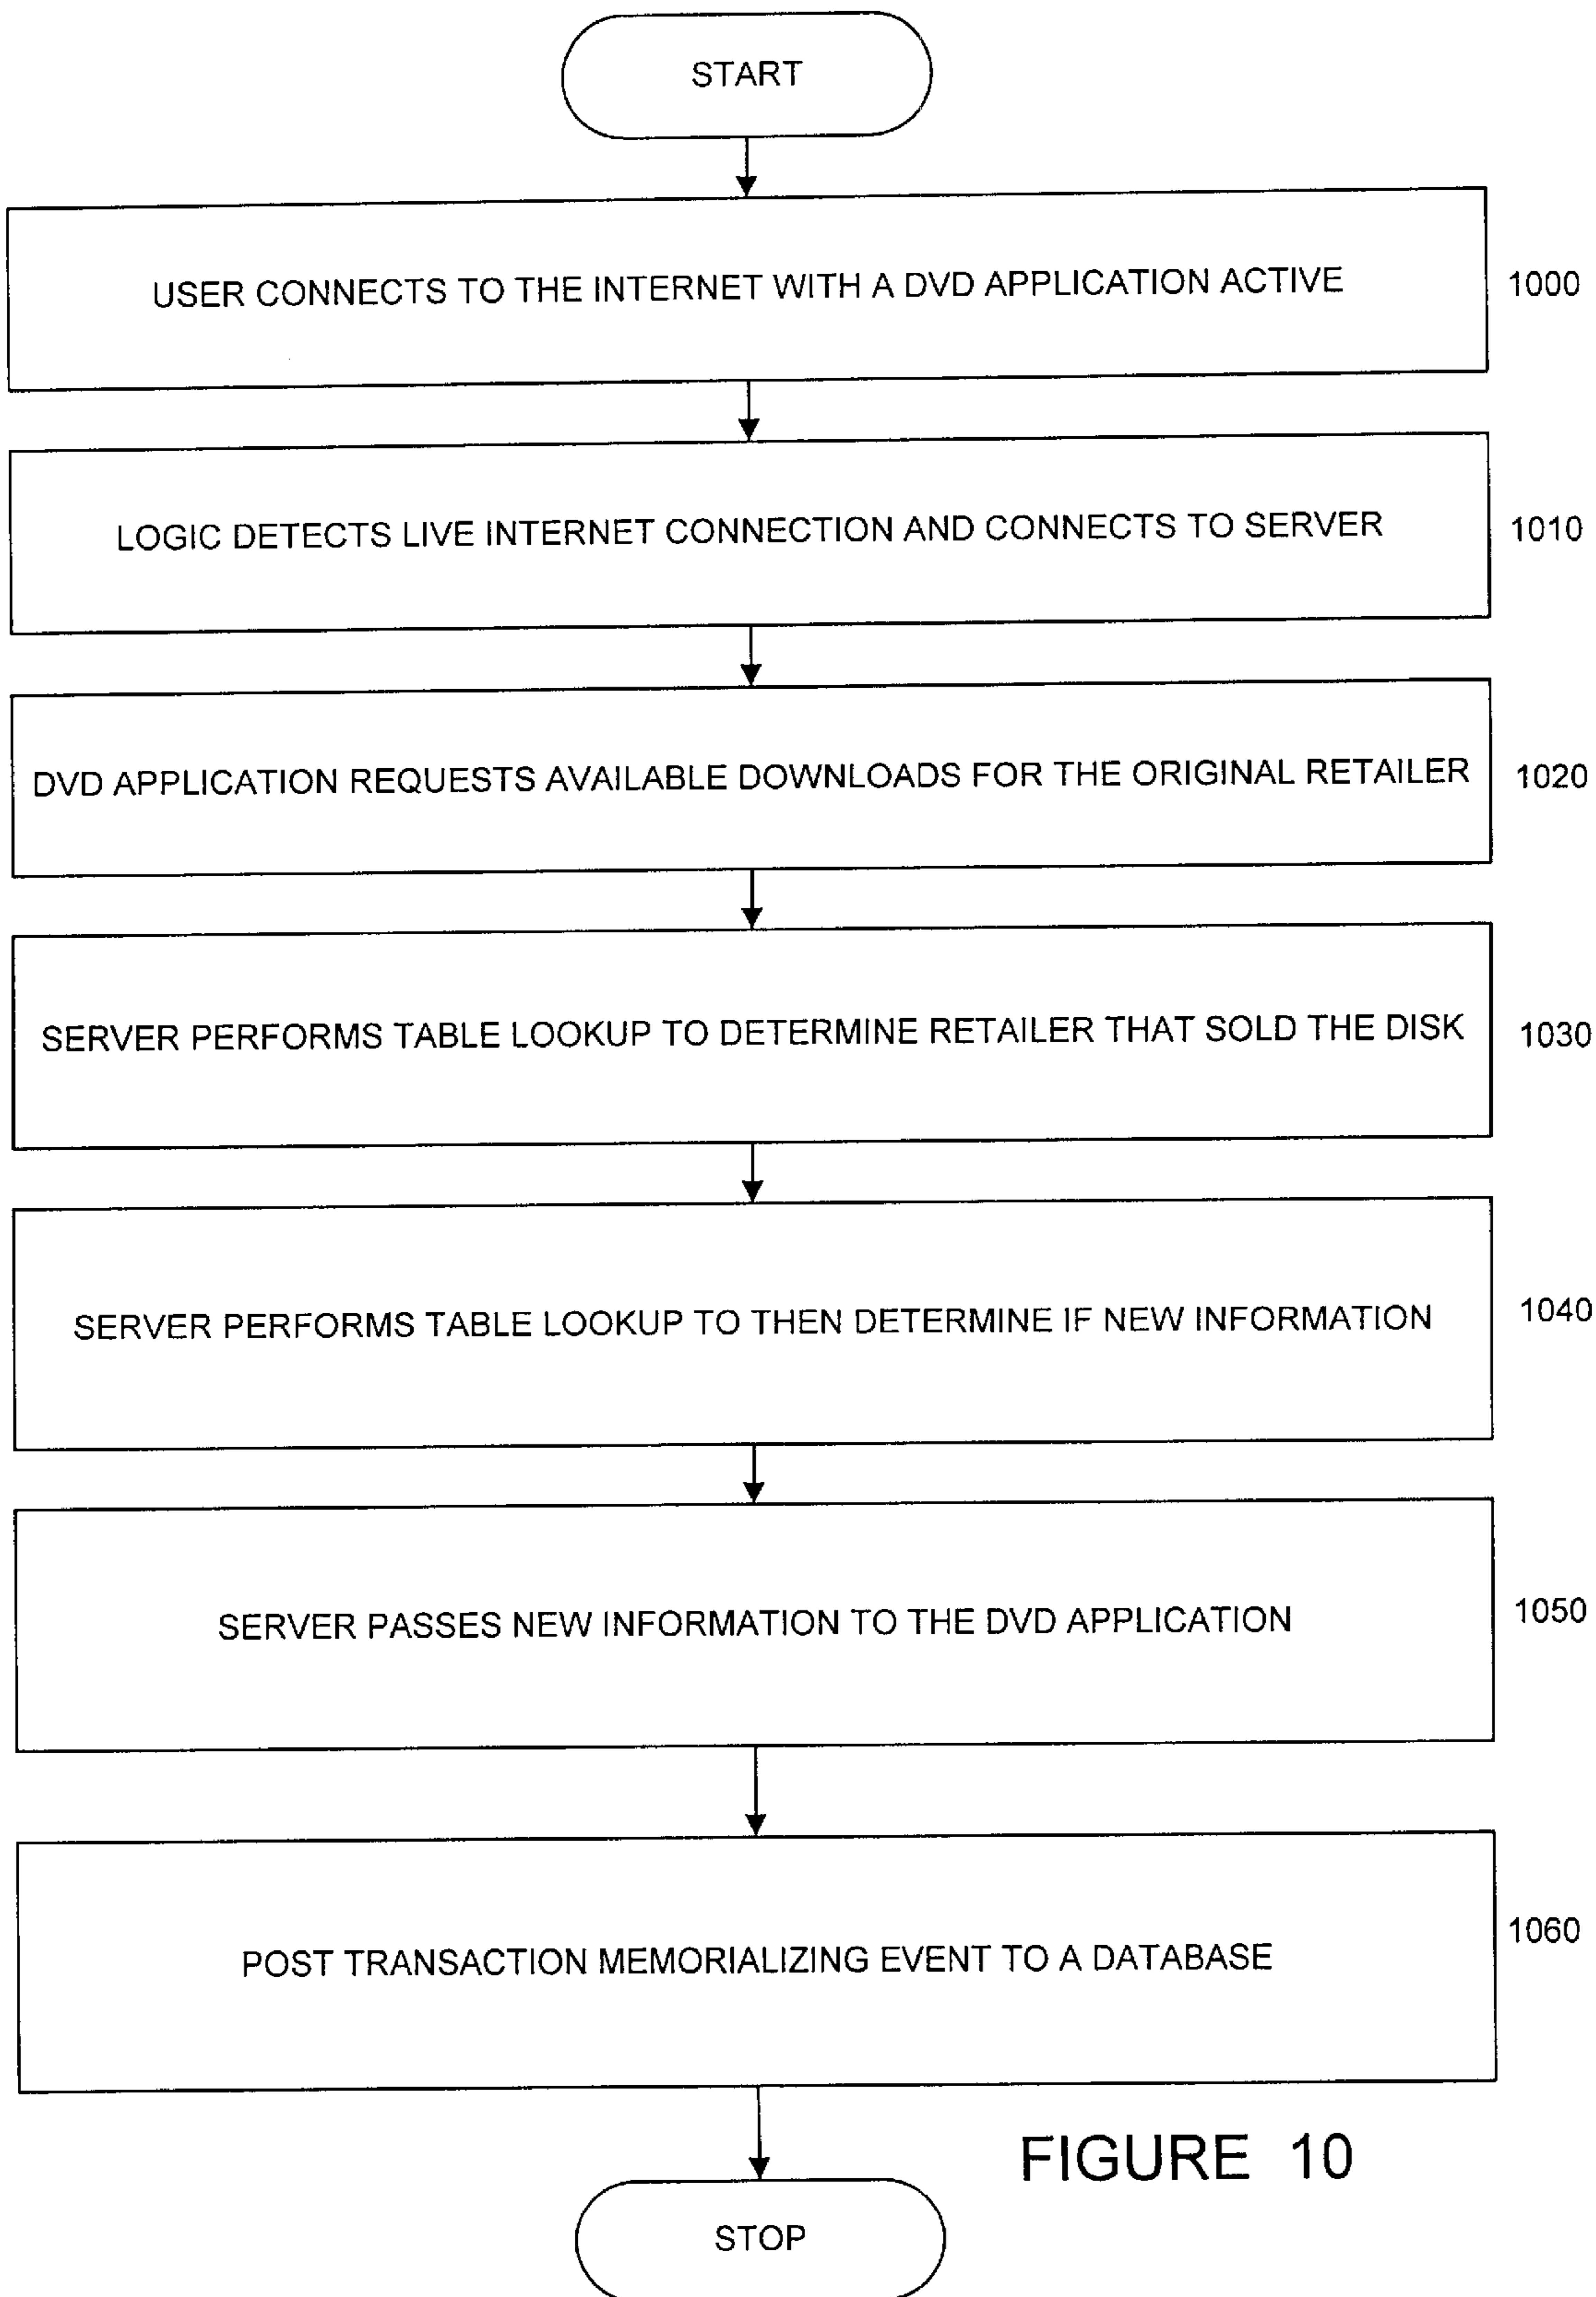 START
USER CONNECTS TO THE INTERNET WITH A DVD APPLICATION ACTIVE
1000
LOGIC DETECTS LIVE INTERNET CONNECTION AND CONNECTS TO SERVER
1010
DVD APPLICATION REQUESTS AVAILABLE DOWNLOADS FOR THE ORIGINAL RETAILER
1020
SERVER PERFORMS TABLE LOOKUP TO DETERMINE RETAILER THAT SOLD THE DISK
1030
SERVER PERFORMS TABLE LOOKUP TO THEN DETERMINE IF NEW INFORMATION
1040
SERVER PASSES NEW INFORMATION TO THE DVD APPLICATION
1050
POST TRANSACTION MEMORIALIZING EVENT TO A DATABASE
1060
FIGURE 10
STOP